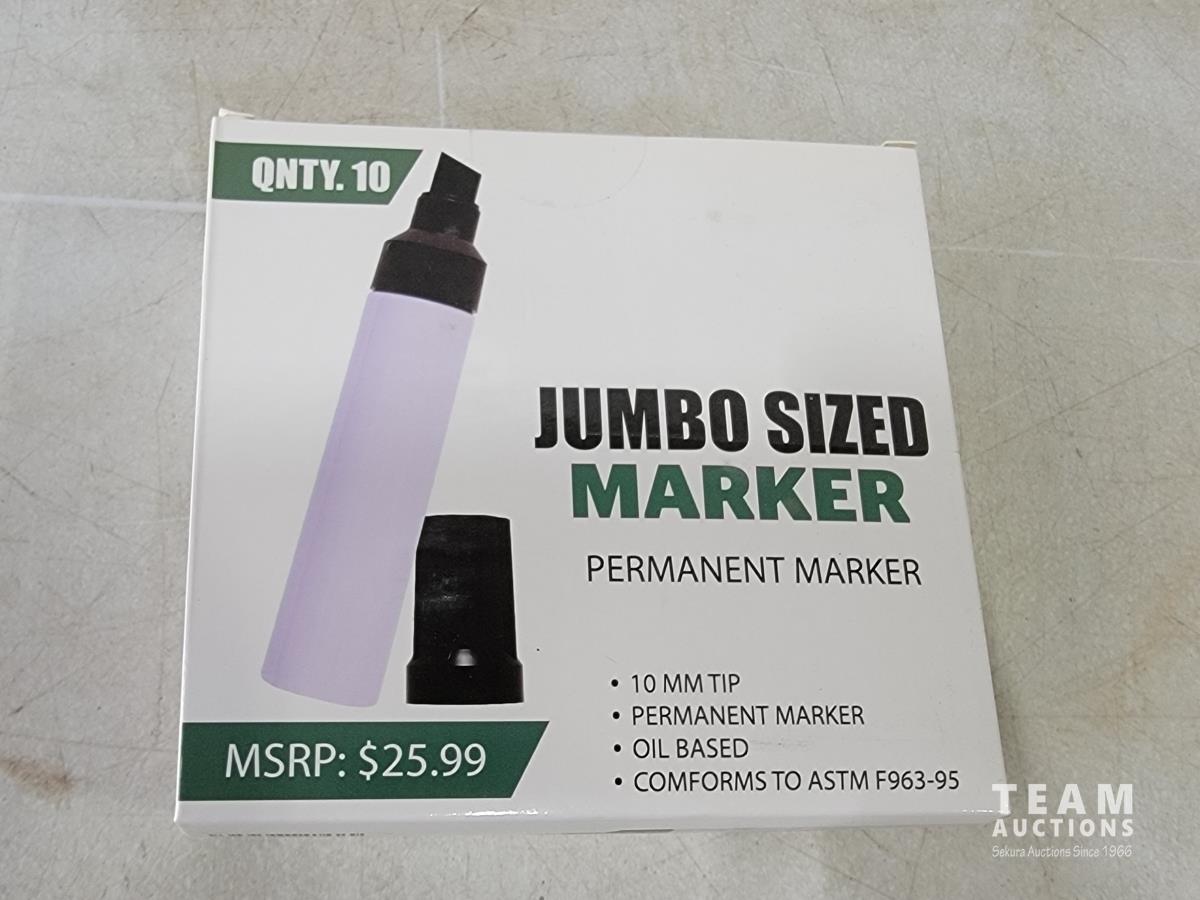 QNTY. 10
JUMBO SIZED
MARKER
PERMANENT MARKER
• 10 MM TIP
• PERMANENT MARKER
• OIL BASED
• COMFORMS TO ASTM F963-95
MSRP: $25.99
TEAM
AUCTIONS
Sekura Auctions Since 1966